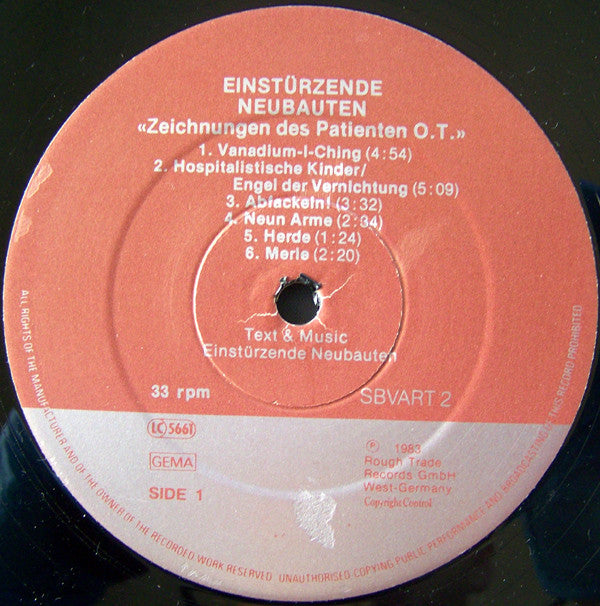 EINSTÜRZENDE
NEUBAUTEN
«Zeichnungen des Patienten O.T.»
1. Vanadium-I-Ching (4:54)
2. Hospitalistische Kinder/
Engel der Vernichtung (5:09)
3. Abfackeln! (3:32)
4. Neun Arme (2:34)
5. Herde (1:24)
6. Merle (2:20)
Text & Music
Einstürzende Neubauten
33 rpm
SBVART 2
LC 5661
GEMA
SIDE 1
℗ 1983
Rough Trade
Records GmbH
West-Germany
Copyright Control
ALL RIGHTS OF THE MANUFACTURER AND OF THE OWNER OF THE RECORDED WORK RESERVED UNAUTHORISED COPYING PUBLIC PERFORMANCE AND BROADCASTING OF THIS RECORD PROHIBITED